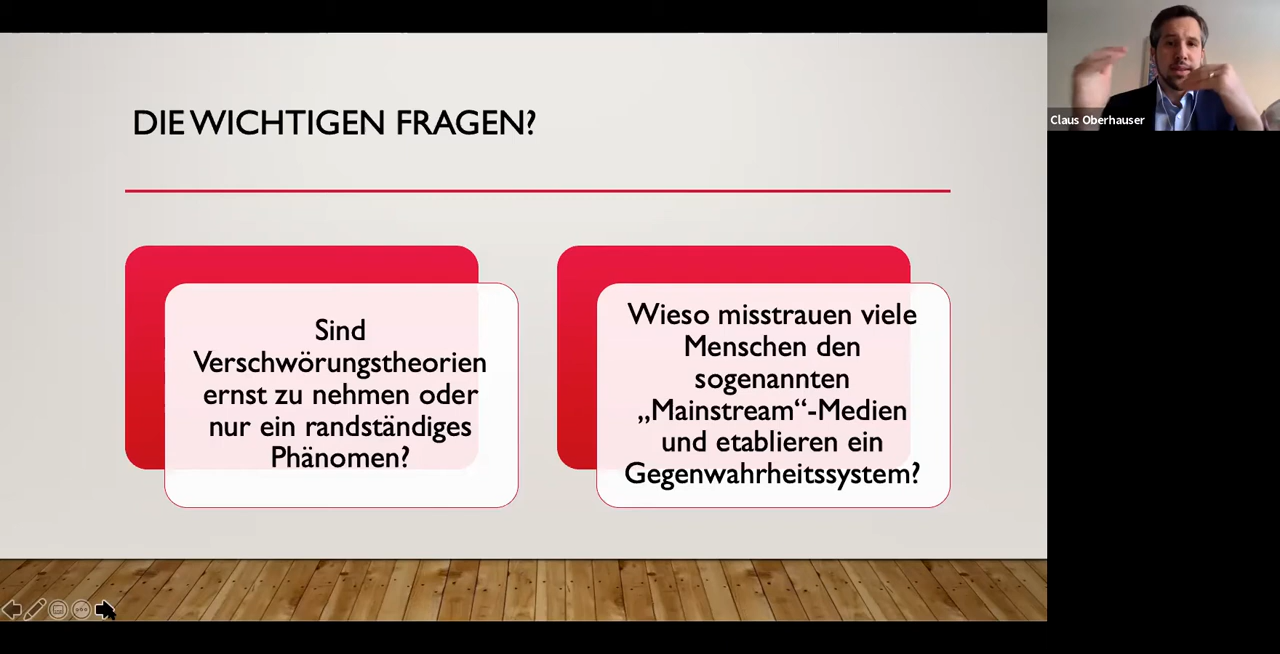 DIE WICHTIGEN FRAGEN?
Sind
Verschwörungstheorien
ernst zu nehmen oder
nur ein randständiges
Phänomen?
Wieso misstrauen viele
Menschen den
sogenannten
„Mainstream“-Medien
und etablieren ein
Gegenwahrheitssystem?
Claus Oberhauser